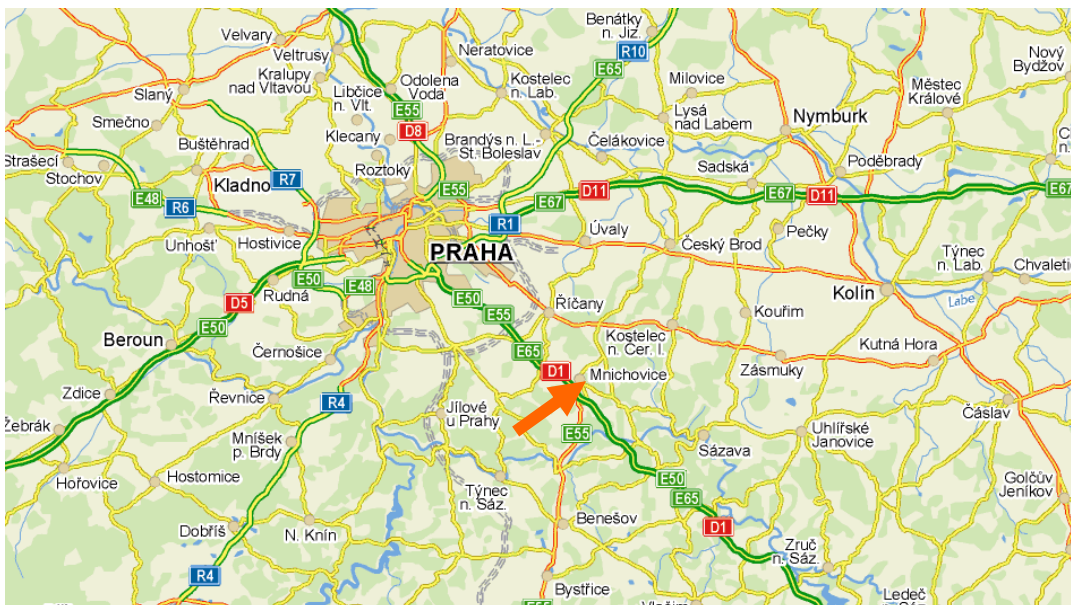 Benátky
n. Jiz.
Velvary
R10
Nový
Bydžov
Veltrusy
Neratovice
E65
Kralupy
nad Vltavou
Odolena
Voda
Kostelec
n. Lab.
Milovice
Městec
Králové
Slaný
Libčice
n. Vlt.
E55
Lysá
nad Labem
Nymburk
Smečno
D8
Klecany
Brandýs n. L.-
St. Boleslav
Čelákovice
Buštěhrad
Strašecí
Stochov
Roztoky
Sadská
Poděbrady
Kladno
R7
E55
D11
E67
D11
E67
E48
R6
E67
R1
Unhošť
Hostivice
PRAHA
Úvaly
Český Brod
Pečky
Týnec
n. Lab.
Chvaletic
E50
E48
E50
Rudná
D5
Kolín
Labe
E50
E55
Říčany
Kouřim
Beroun
Černošice
E65
Kostelec
n. Čer. l.
Kutná Hora
D1
Mnichovice
Zásmuky
Zdice
Řevnice
R4
Jílové
u Prahy
Čáslav
Žebrák
Mníšek
p. Brdy
E55
Uhlířské
Janovice
Sázava
Hořovice
Hostomice
E50
Golčův
Jeníkov
Týnec
n. Sáz.
E65
Dobříš
N. Knín
Benešov
D1
Zruč
n. Sáz.
R4
Bystřice
Ledeč
E55
Vlašim